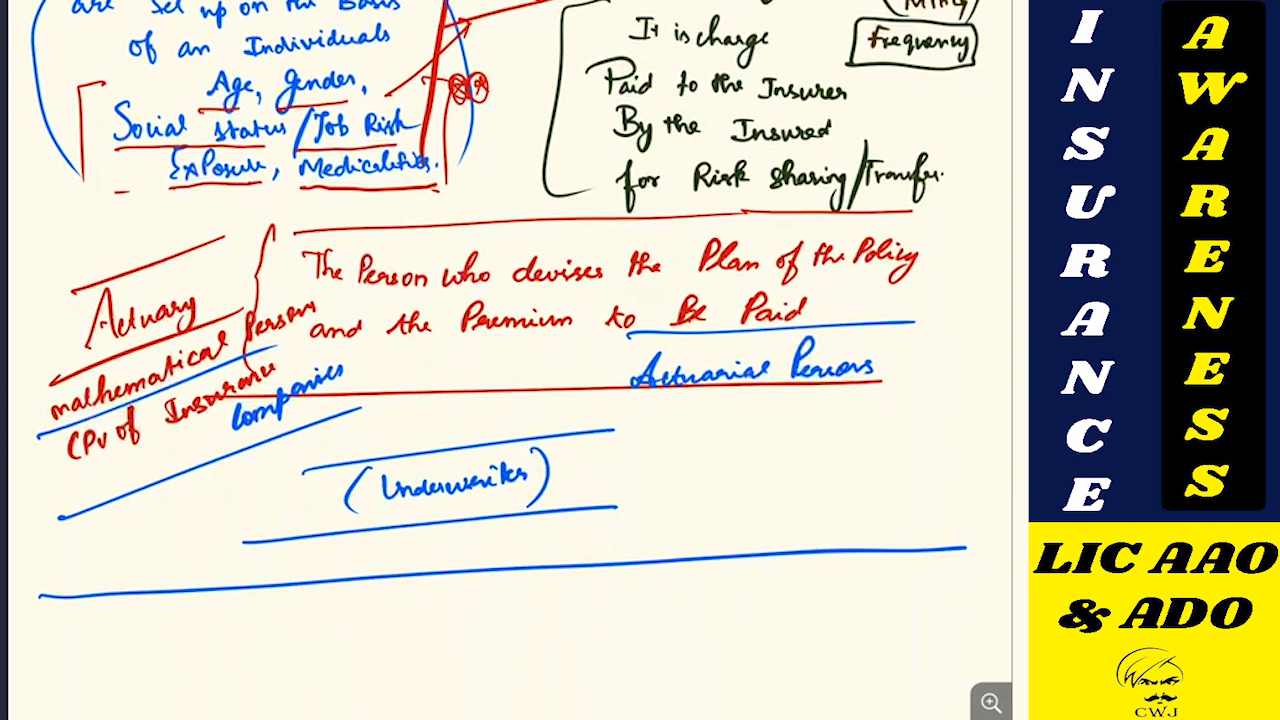 are set up on the Basis
of an Individuals
Age, Gender,
Social status / Job Risk
Exposure, Medicalities.
Frequency
It is charge
Paid to the Insurer
By the Insured
for Risk sharing/Transfer.
Actuary
mathematical Person
CPU of Insurance
Companies
The Person who devises the Plan of the Policy
and the Premium to Be Paid
Actuarial Persons
(Underwriter)
INSURANCE
AWARENESS
LIC AAO
& ADO
CWJ